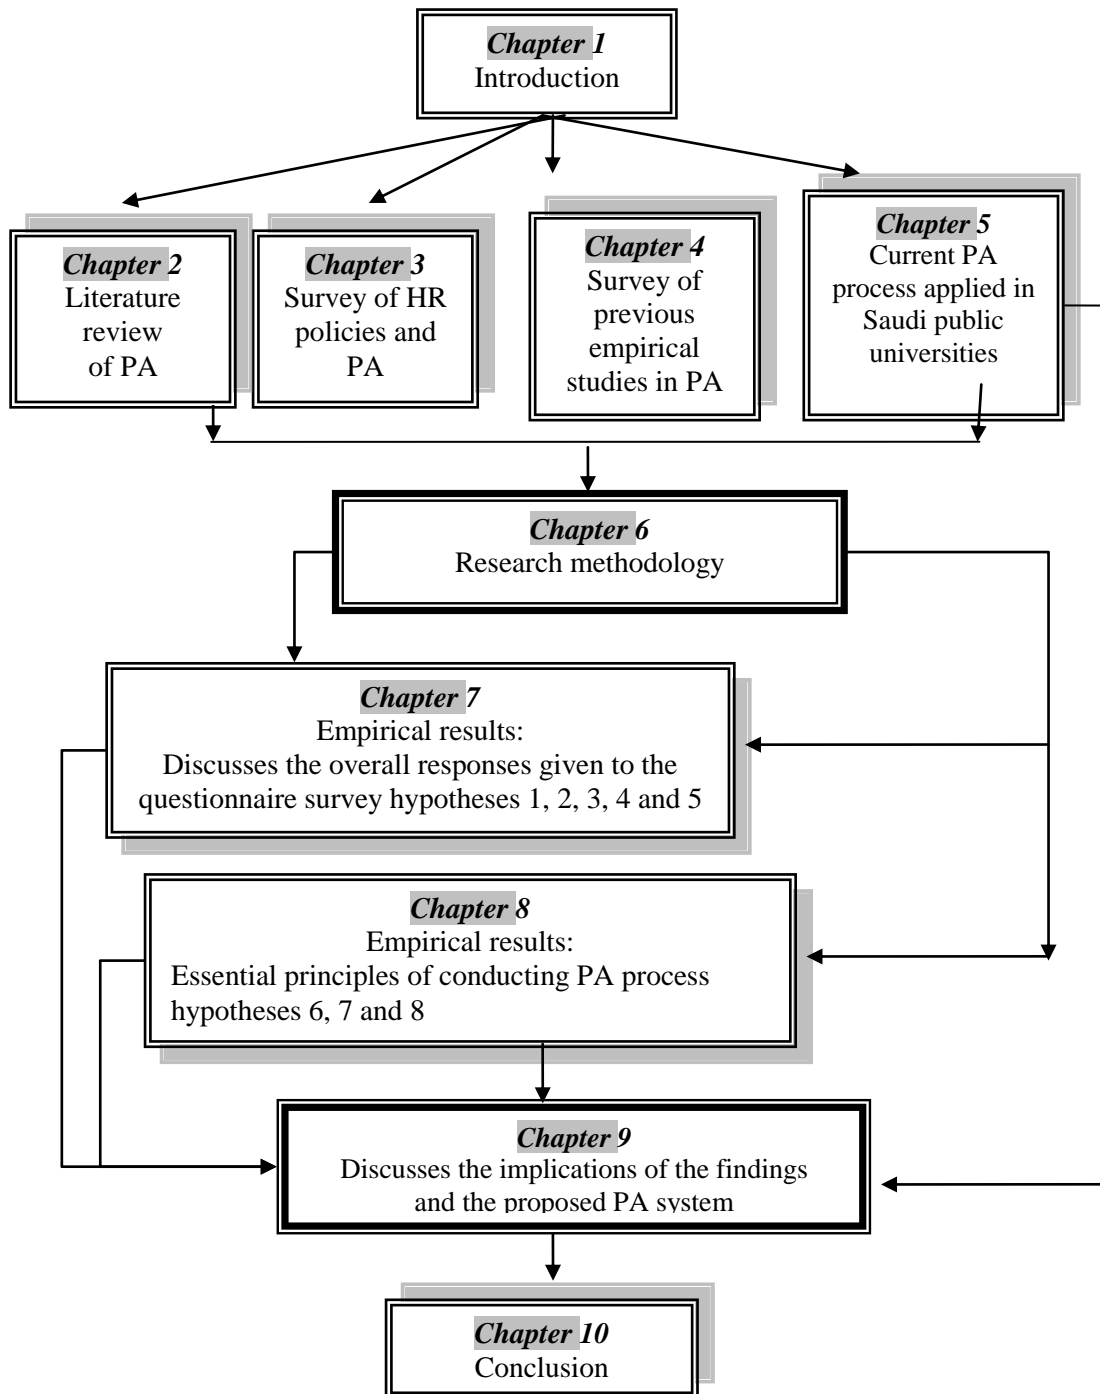 Chapter 1
Introduction
Chapter 2
Literature
review
of PA
Chapter 3
Survey of HR
policies and
PA
Chapter 4
Survey of
previous
empirical
studies in PA
Chapter 5
Current PA
process applied in
Saudi public
universities
Chapter 6
Research methodology
Chapter 7
Empirical results:
Discusses the overall responses given to the
questionnaire survey hypotheses 1, 2, 3, 4 and 5
Chapter 8
Empirical results:
Essential principles of conducting PA process
hypotheses 6, 7 and 8
Chapter 9
Discusses the implications of the findings
and the proposed PA system
Chapter 10
Conclusion